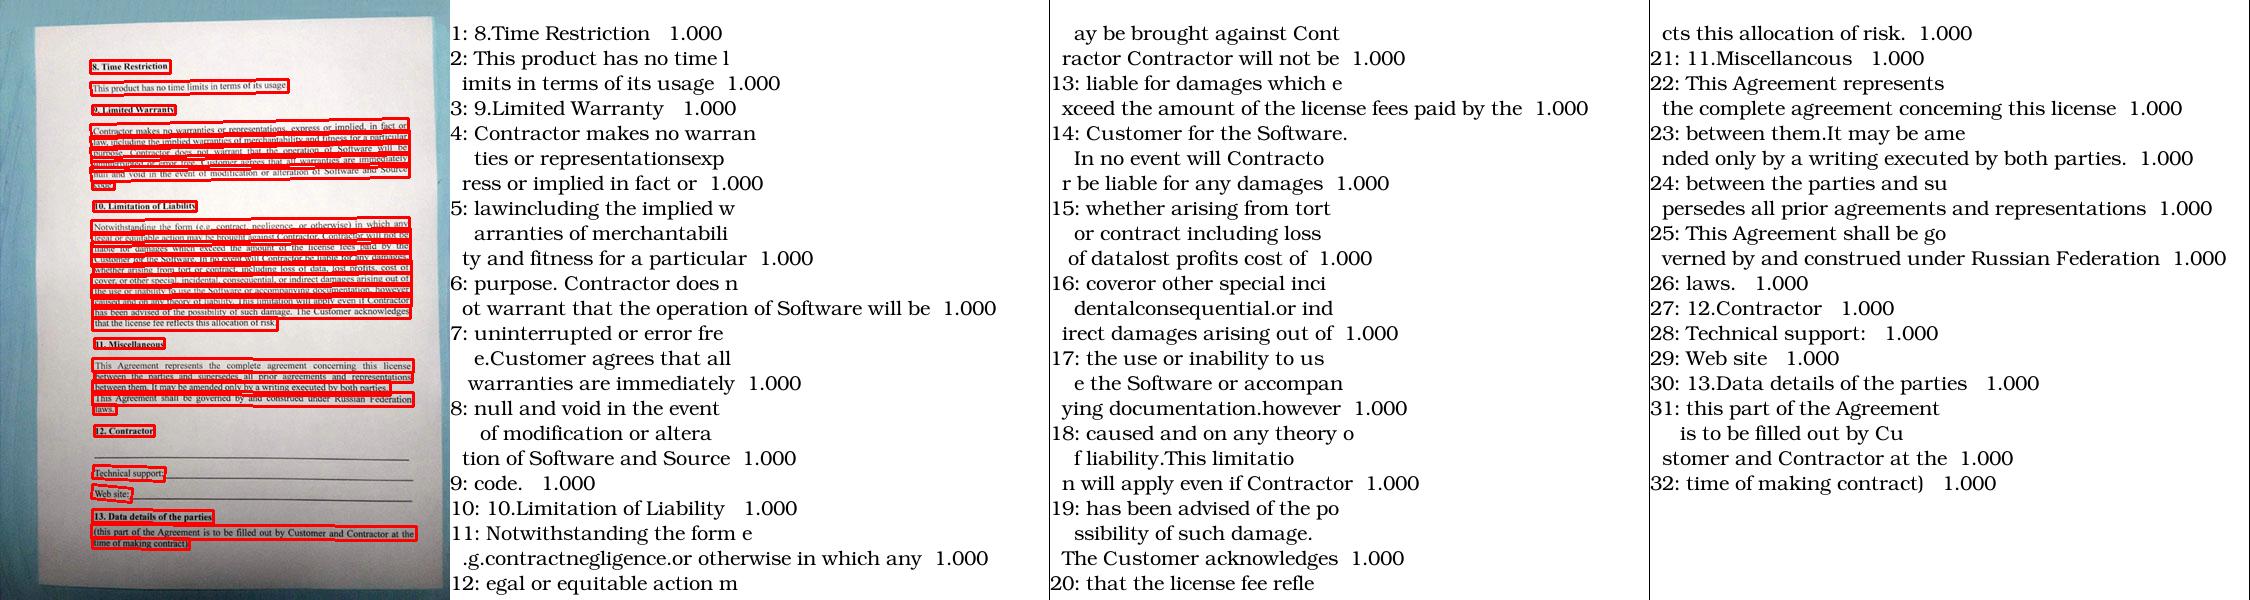 8. Time Restriction
This product has no time limits in terms of its usage
9. Limited Warranty
Contractor makes no warranties or representations, express or implied, in fact or
law, including the implied warranties of merchantability and fitness for a particular
purpose. Contractor does not warrant that the operation of Software will be
uninterrupted or error free. Customer agrees that all warranties are immediately
null and void in the event of modification or alteration of Software and Source
code.
10. Limitation of Liability
Notwithstanding the form (e.g. contract, negligence, or otherwise) in which any
legal or equitable action may be brought against Contractor, Contractor will not be
liable for damages which exceed the amount of the license fees paid by the
Customer for the Software. In no event will Contractor be liable for any damages,
whether arising from tort or contract, including loss of data, lost profits, cost of
cover, or other special, incidental, consequential, or indirect damages arising out of
the use or inability to use the Software or accompanying documentation, however
caused and on any theory of liability. This limitation will apply even if Contractor
has been advised of the possibility of such damage. The Customer acknowledges
that the license fee reflects this allocation of risk.
11. Miscellaneous
This Agreement represents the complete agreement concerning this license
between the parties and supersedes all prior agreements and representations
between them. It may be amended only by a writing executed by both parties.
This Agreement shall be governed by and construed under Russian Federation
laws.
12. Contractor
Technical support:
Web site:
13. Data details of the parties
(this part of the Agreement is to be filled out by Customer and Contractor at the
time of making contract)
1: 8.Time Restriction 1.000
2: This product has no time l
imits in terms of its usage 1.000
3: 9.Limited Warranty 1.000
4: Contractor makes no warran
ties or representationsexp
ress or implied in fact or 1.000
5: lawincluding the implied w
arranties of merchantabili
ty and fitness for a particular 1.000
6: purpose. Contractor does n
ot warrant that the operation of Software will be 1.000
7: uninterrupted or error fre
e.Customer agrees that all
warranties are immediately 1.000
8: null and void in the event
of modification or altera
tion of Software and Source 1.000
9: code. 1.000
10: 10.Limitation of Liability 1.000
11: Notwithstanding the form e
.g.contractnegligence.or otherwise in which any 1.000
12: egal or equitable action m
ay be brought against Cont
ractor Contractor will not be 1.000
13: liable for damages which e
xceed the amount of the license fees paid by the 1.000
14: Customer for the Software.
In no event will Contracto
r be liable for any damages 1.000
15: whether arising from tort
or contract including loss
of datalost profits cost of 1.000
16: coveror other special inci
dentalconsequential.or ind
irect damages arising out of 1.000
17: the use or inability to us
e the Software or accompan
ying documentation.however 1.000
18: caused and on any theory o
f liability.This limitatio
n will apply even if Contractor 1.000
19: has been advised of the po
ssibility of such damage.
The Customer acknowledges 1.000
20: that the license fee refle
cts this allocation of risk. 1.000
21: 11.Miscellancous 1.000
22: This Agreement represents
the complete agreement conceming this license 1.000
23: between them.It may be ame
nded only by a writing executed by both parties. 1.000
24: between the parties and su
persedes all prior agreements and representations 1.000
25: This Agreement shall be go
verned by and construed under Russian Federation 1.000
26: laws. 1.000
27: 12.Contractor 1.000
28: Technical support: 1.000
29: Web site 1.000
30: 13.Data details of the parties 1.000
31: this part of the Agreement
is to be filled out by Cu
stomer and Contractor at the 1.000
32: time of making contract) 1.000